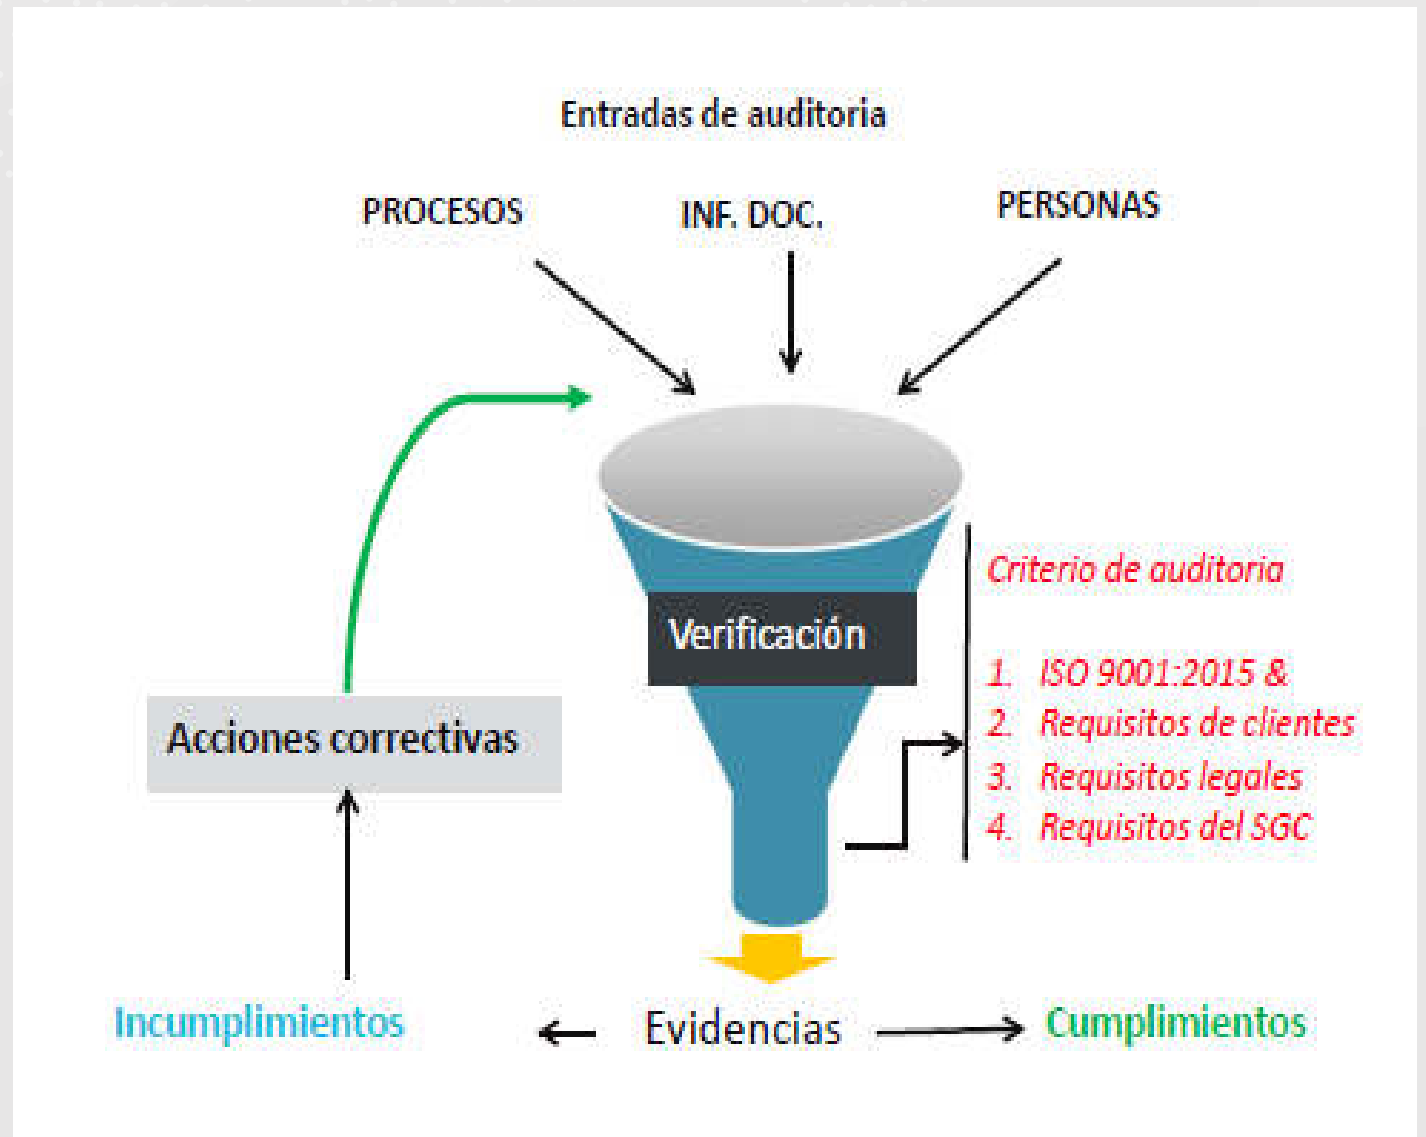 Entradas de auditoria
PROCESOS
INF. DOC.
PERSONAS
Verificación
Criterio de auditoria
1. ISO 9001:2015 &
2. Requisitos de clientes
3. Requisitos legales
4. Requisitos del SGC
Acciones correctivas
Incumplimientos
Evidencias
Cumplimientos